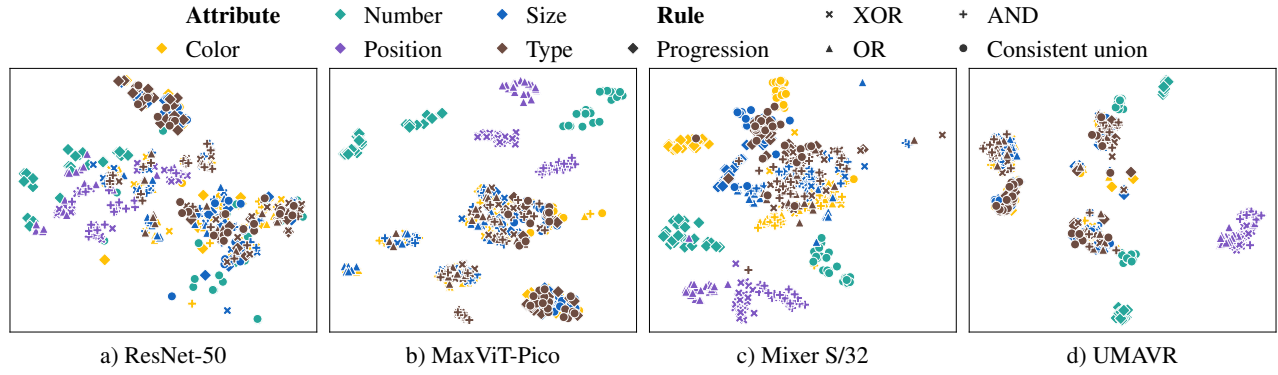 Attribute Number Size Rule XOR AND
Color Position Type Progression OR Consistent union
a) ResNet-50 b) MaxViT-Pico c) Mixer S/32 d) UMAVR